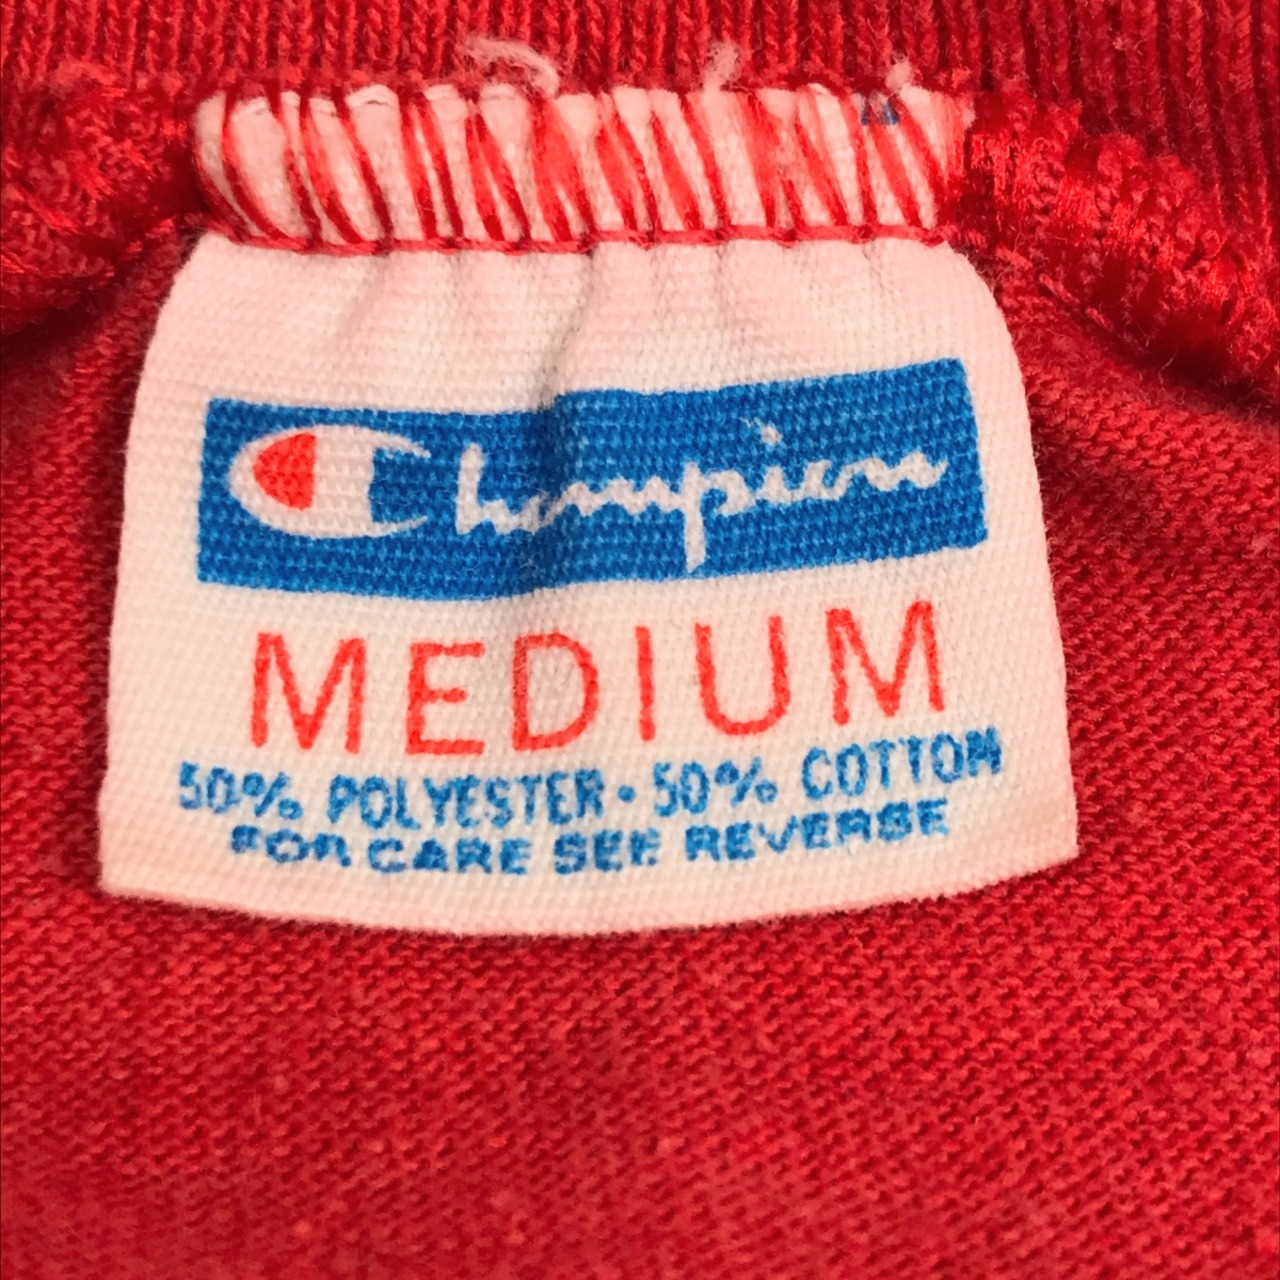 Champion
MEDIUM
50% POLYESTER • 50% COTTON
FOR CARE SEE REVERSE